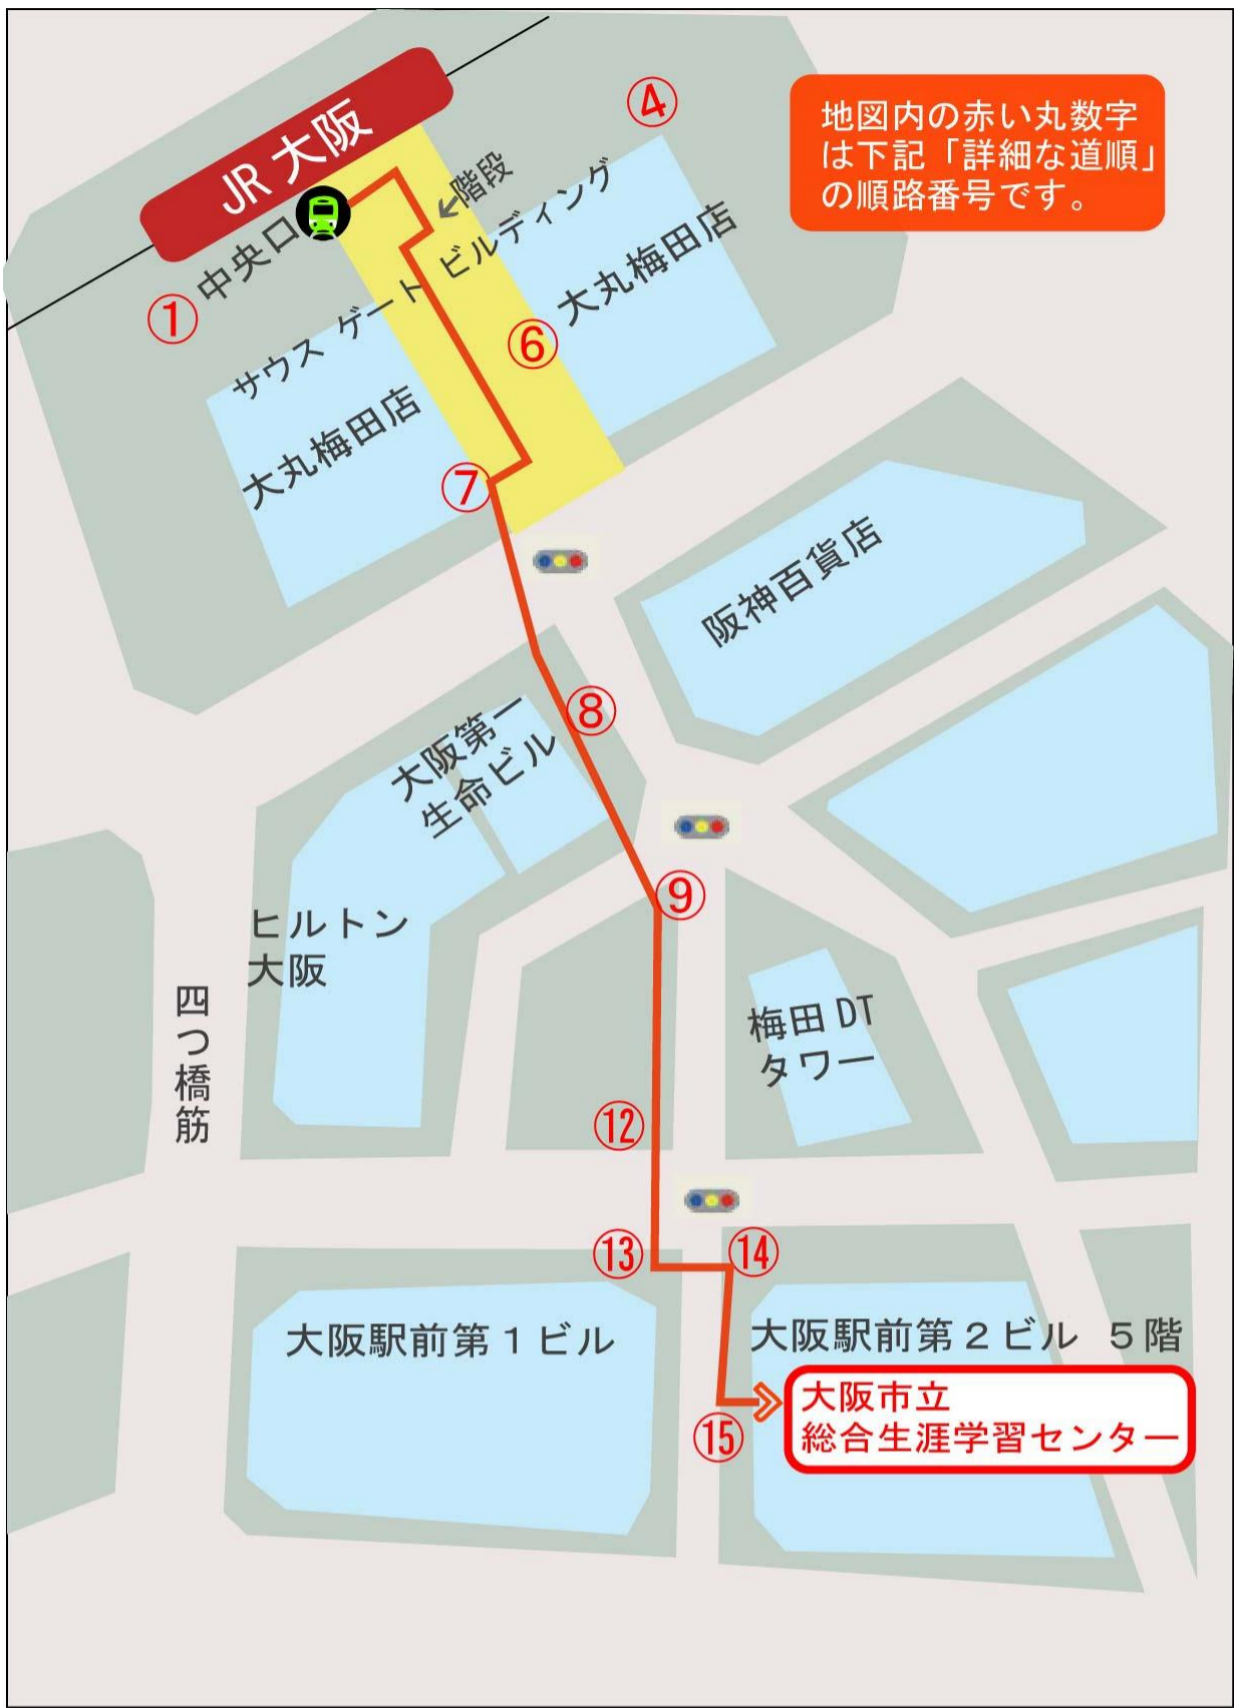 JR 大阪
④
地図内の赤い丸数字
は下記「詳細な道順」
の順路番号です。
←階段
中央口
①
サウス ゲート ビルディング
大丸梅田店
⑥
大丸梅田店
⑦
阪神百貨店
⑧
大阪第一
生命ビル
⑨
ヒルトン
大阪
四つ橋筋
梅田 DT
タワー
⑫
⑬
⑭
大阪駅前第１ビル
大阪駅前第２ビル ５階
大阪市立
総合生涯学習センター
⑮